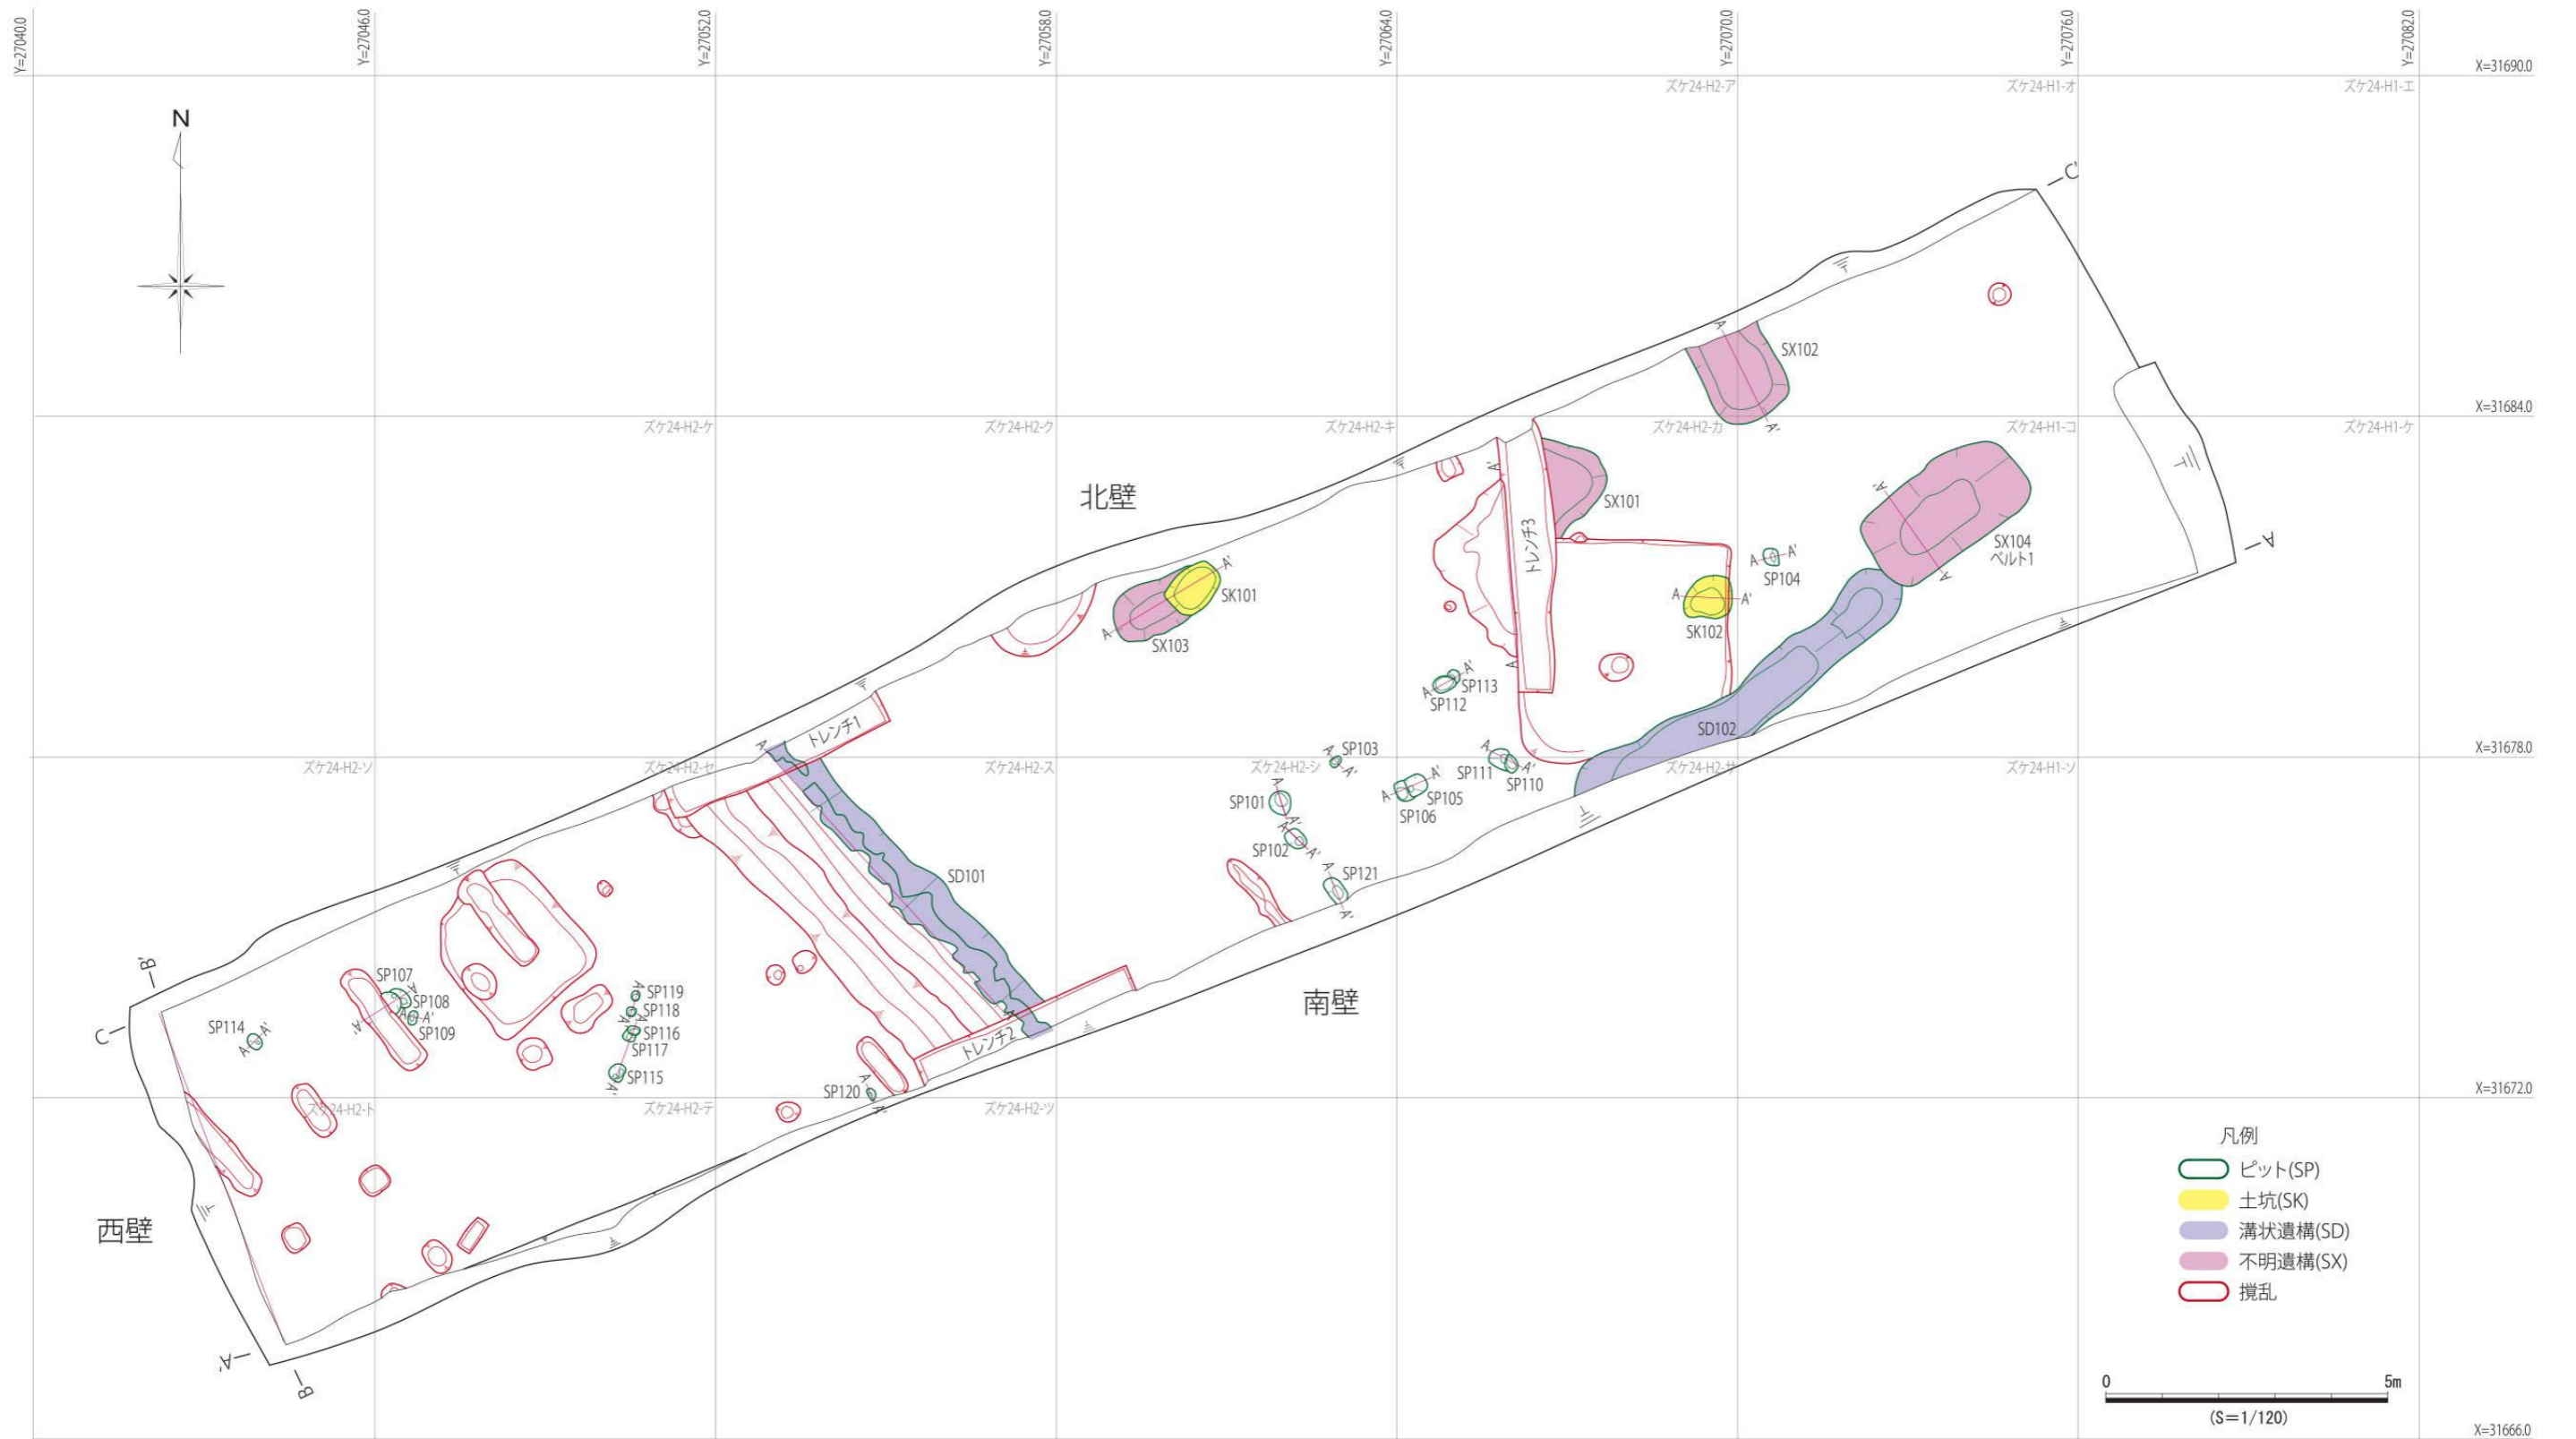 Y=27040.0
Y=27046.0
Y=27052.0
Y=27058.0
Y=27064.0
Y=27070.0
Y=27076.0
Y=27082.0
X=31690.0
ズケ24-H2-ア
ズケ24-H1-オ
ズケ24-H1-エ
N
C'
A
SX102
A'
X=31684.0
ズケ24-H2-ケ
ズケ24-H2-ク
ズケ24-H2-キ
ズケ24-H2-カ
ズケ24-H1-コ
ズケ24-H1-ケ
北壁
A'
トレンチ3
A
SX101
A'
A
SX104
ベルト1
A
A
A'
SP104
A'
SK101
A
SX103
A
A'
SK102
A
A'
SP113
SP112
トレンチ1
A
SD102
A
SP103
A'
A
SP111
A'
SP110
X=31678.0
ズケ24-H2-ソ
ズケ24-H2-セ
ズケ24-H2-ス
ズケ24-H2-シ
ズケ24-H2-サ
ズケ24-H1-ソ
A
SP101
A'
A
A'
SP105
SP106
A
SP102
A'
A
SP121
A'
SD101
B'
C
SP107
A
SP108
A
A'
SP109
A'
SP114
A
A'
A
SP119
SP118
A
A
SP116
SP117
SP115
A'
A
トレンチ2
南壁
SP120
A
A'
X=31672.0
ズケ24-H2-ト
ズケ24-H2-テ
ズケ24-H2-ツ
西壁
A'
B
凡例
ピット(SP)
土坑(SK)
溝状遺構(SD)
不明遺構(SX)
撹乱
0
5m
(S=1/120)
X=31666.0